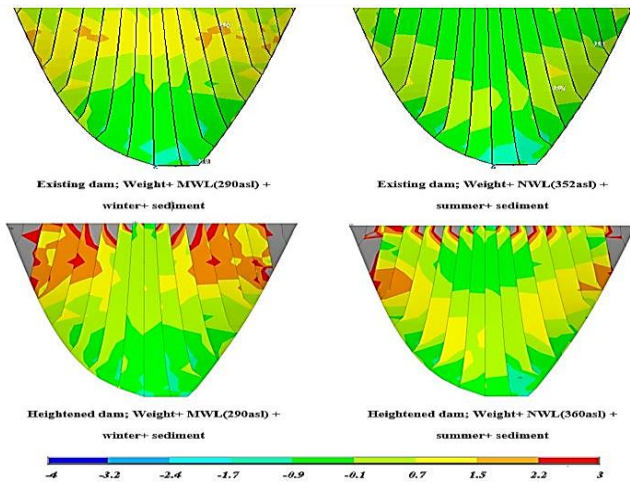 Existing dam; Weight+ MWL(290asl) +
winter+ sediment
Existing dam; Weight+ NWL(352asl) +
summer+ sediment
Heightened dam; Weight+ MWL(290asl) +
winter+ sediment
Heightened dam; Weight+ NWL(360asl) +
summer+ sediment
-4 -3.2 -2.4 -1.7 -0.9 -0.1 0.7 1.5 2.2 3